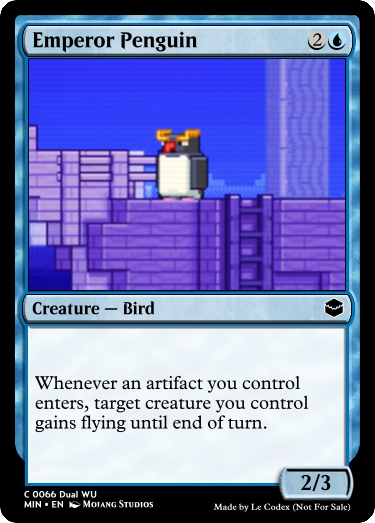 Emperor Penguin 2
Creature — Bird
Whenever an artifact you control
enters, target creature you control
gains flying until end of turn.
2/3
C 0066 Dual WU
MIN • EN Mojang Studios
Made by Le Codex (Not For Sale)